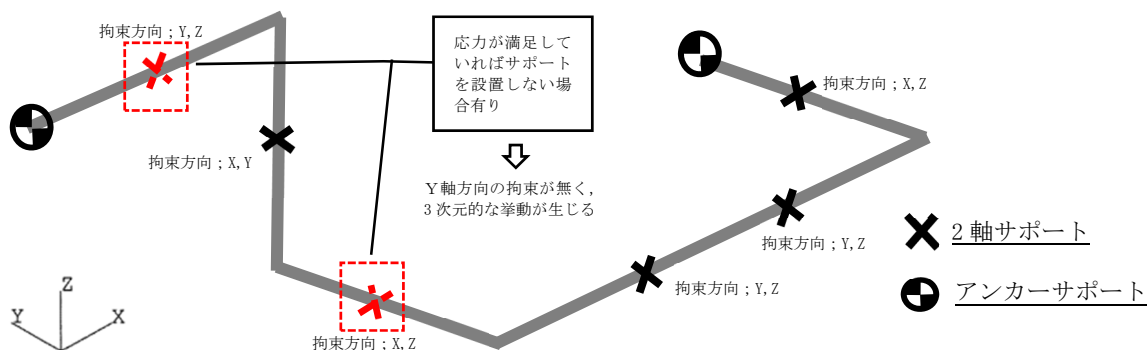 拘束方向；Y,Z
応力が満足して
いればサポート
を設置しない場
合有り
拘束方向；X,Z
拘束方向；X,Y
Ｙ軸方向の拘束が無く，
3 次元的な挙動が生じる
2 軸サポート
拘束方向；Y,Z
拘束方向；Y,Z
アンカーサポート
Z
Y
X
拘束方向；X,Z